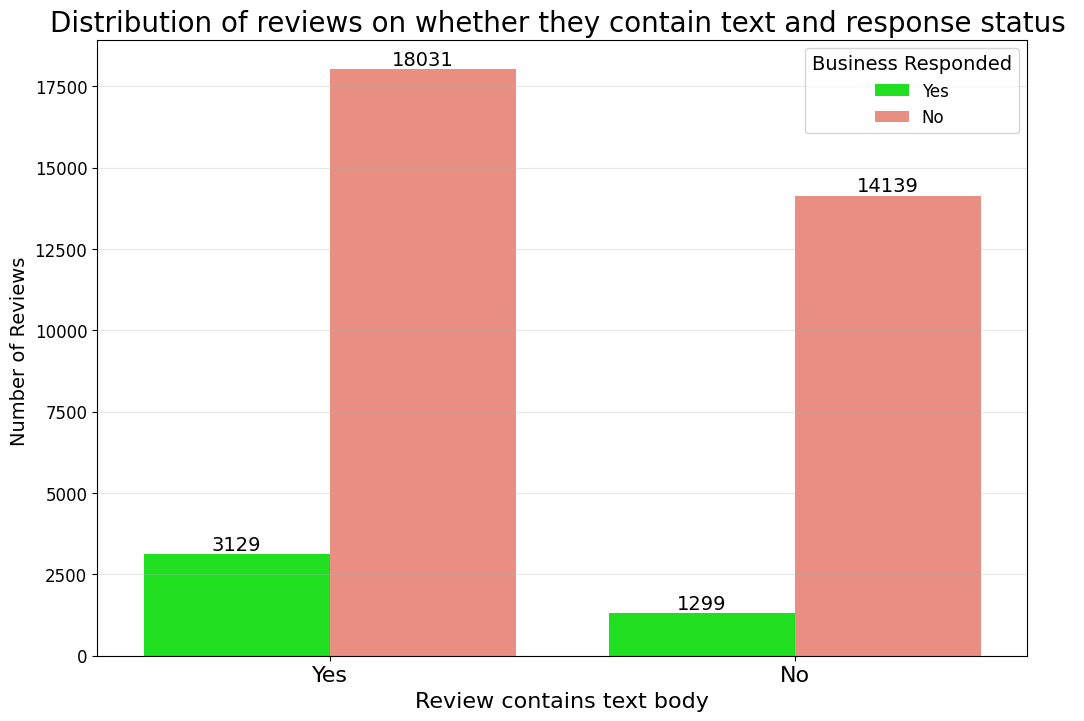 Distribution of reviews on whether they contain text and response status
Number of Reviews
17500
15000
12500
10000
7500
5000
2500
0
18031
14139
3129
1299
Business Responded
Yes
No
Yes
No
Review contains text body